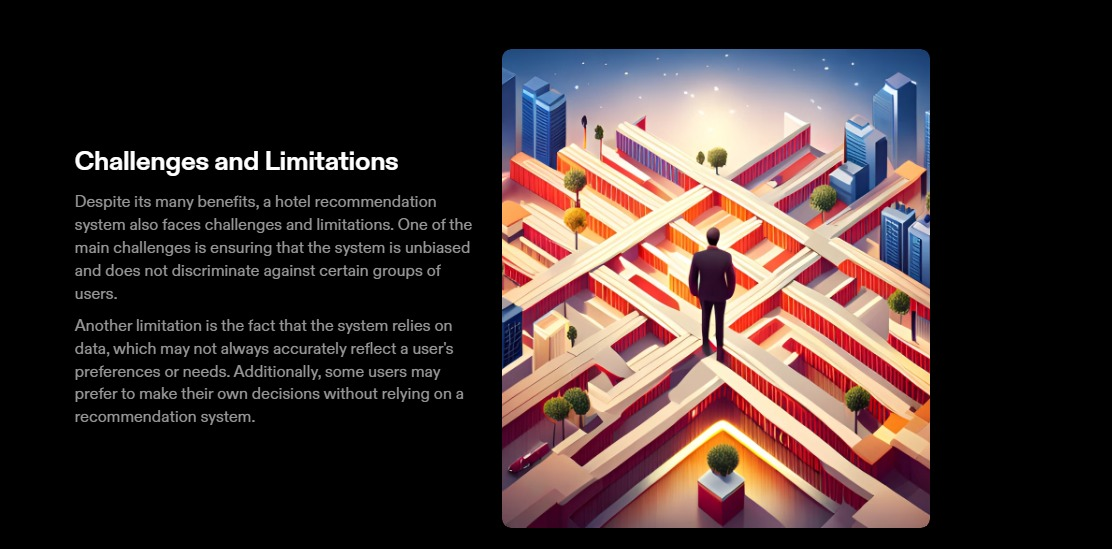 Challenges and Limitations
Despite its many benefits, a hotel recommendation
system also faces challenges and limitations. One of the
main challenges is ensuring that the system is unbiased
and does not discriminate against certain groups of
users.
Another limitation is the fact that the system relies on
data, which may not always accurately reflect a user's
preferences or needs. Additionally, some users may
prefer to make their own decisions without relying on a
recommendation system.